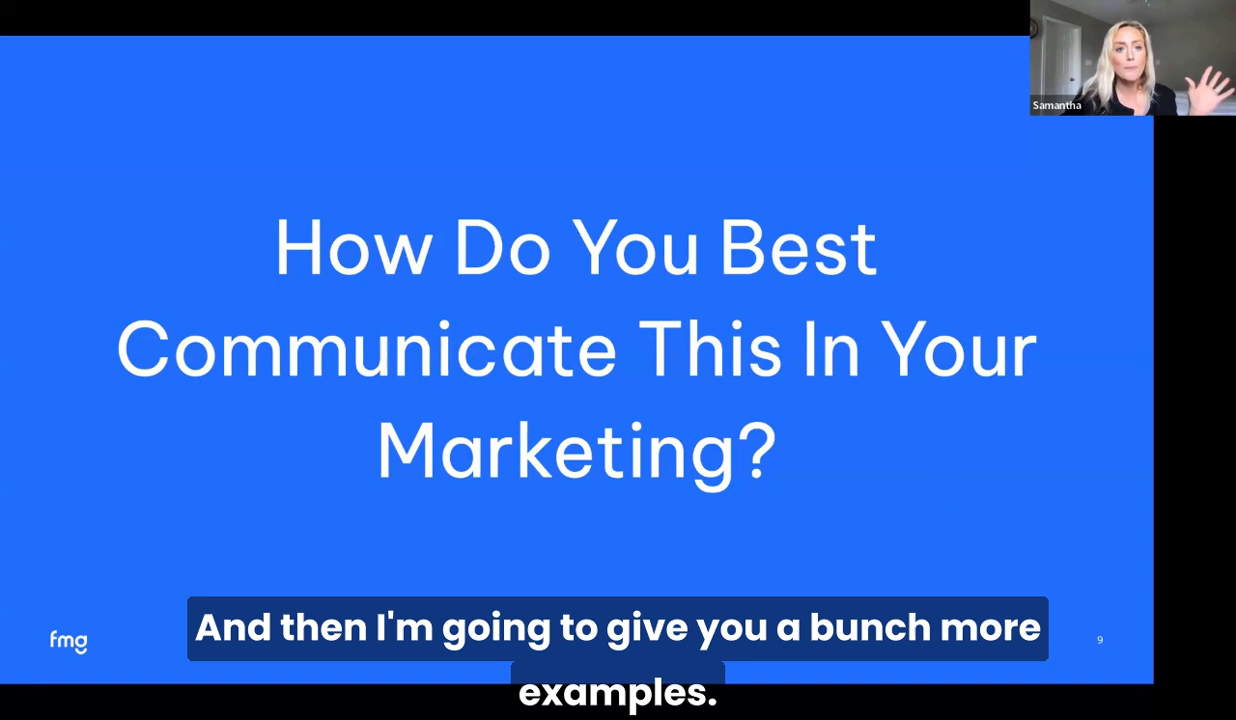 Samantha
How Do You Best
Communicate This In Your
Marketing?
And then I'm going to give you a bunch more
examples.
fmg
9